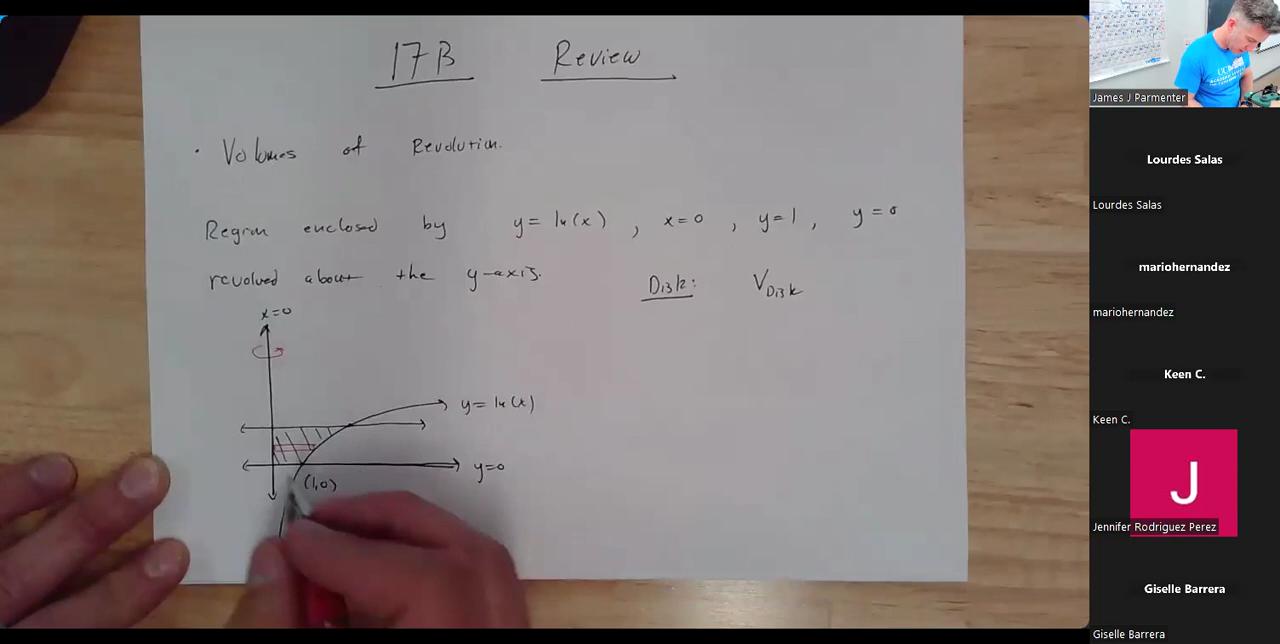 17B Review
• Volumes of Revolution.
Region enclosed by y = ln(x) , x=0 , y=1 , y=0
revolved about the y-axis.
Disk: V Disk
x=0
y= ln(x)
y=0
(1,0)
James J Parmenter
Lourdes Salas
Lourdes Salas
mariohernandez
mariohernandez
Keen C.
Keen C.
J
Jennifer Rodriguez Perez
Giselle Barrera
Giselle Barrera